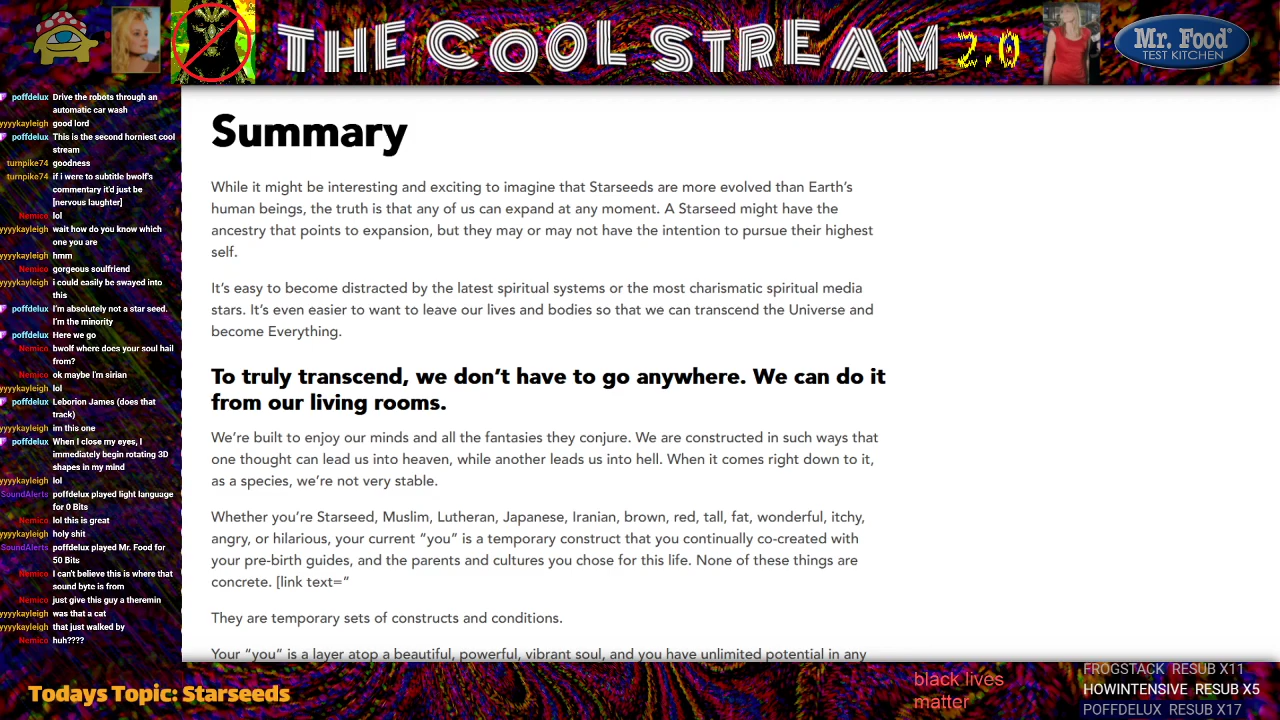 THE COOL STREAM 2.0
Mr. Food®
TEST KITCHEN
poffdelux Drive the robots through an
automatic car wash
yyyykayleigh good lord
poffdelux This is the second horniest cool
stream
turnpike74 goodness
turnpike74 if i were to subtitle bwolf's
commentary it'd just be
[nervous laughter]
Nemico lol
yyyykayleigh wait how do you know which
one you are
yyyykayleigh hmm
Nemico gorgeous soulfriend
yyyykayleigh i could easily be swayed into
this
poffdelux I'm absolutely not a star seed.
I'm the minority
poffdelux Here we go
Nemico bwolf where does your soul hail
from?
Nemico ok maybe I'm sirian
yyyykayleigh lol
poffdelux Leborion James (does that
track)
yyyykayleigh im this one
poffdelux When I close my eyes, I
immediately begin rotating 3D
shapes in my mind
yyyykayleigh lol
SoundAlerts poffdelux played light language
for 0 Bits
Nemico lol this is great
yyyykayleigh holy shit
SoundAlerts poffdelux played Mr. Food for
50 Bits
Nemico I can't believe this is where that
sound byte is from
Nemico just give this guy a theremin
yyyykayleigh was that a cat
yyyykayleigh that just walked by
Nemico huh????
Summary
While it might be interesting and exciting to imagine that Starseeds are more evolved than Earth's
human beings, the truth is that any of us can expand at any moment. A Starseed might have the
ancestry that points to expansion, but they may or may not have the intention to pursue their highest
self.
It's easy to become distracted by the latest spiritual systems or the most charismatic spiritual media
stars. It's even easier to want to leave our lives and bodies so that we can transcend the Universe and
become Everything.
To truly transcend, we don't have to go anywhere. We can do it
from our living rooms.
We're built to enjoy our minds and all the fantasies they conjure. We are constructed in such ways that
one thought can lead us into heaven, while another leads us into hell. When it comes right down to it,
as a species, we're not very stable.
Whether you're Starseed, Muslim, Lutheran, Japanese, Iranian, brown, red, tall, fat, wonderful, itchy,
angry, or hilarious, your current “you” is a temporary construct that you continually co-created with
your pre-birth guides, and the parents and cultures you chose for this life. None of these things are
concrete. [link text=”
They are temporary sets of constructs and conditions.
Your “you” is a layer atop a beautiful, powerful, vibrant soul, and you have unlimited potential in any
Todays Topic: Starseeds
black lives
matter
FROGSTACK RESUB X11
HOWINTENSIVE RESUB X5
POFFDELUX RESUB X17